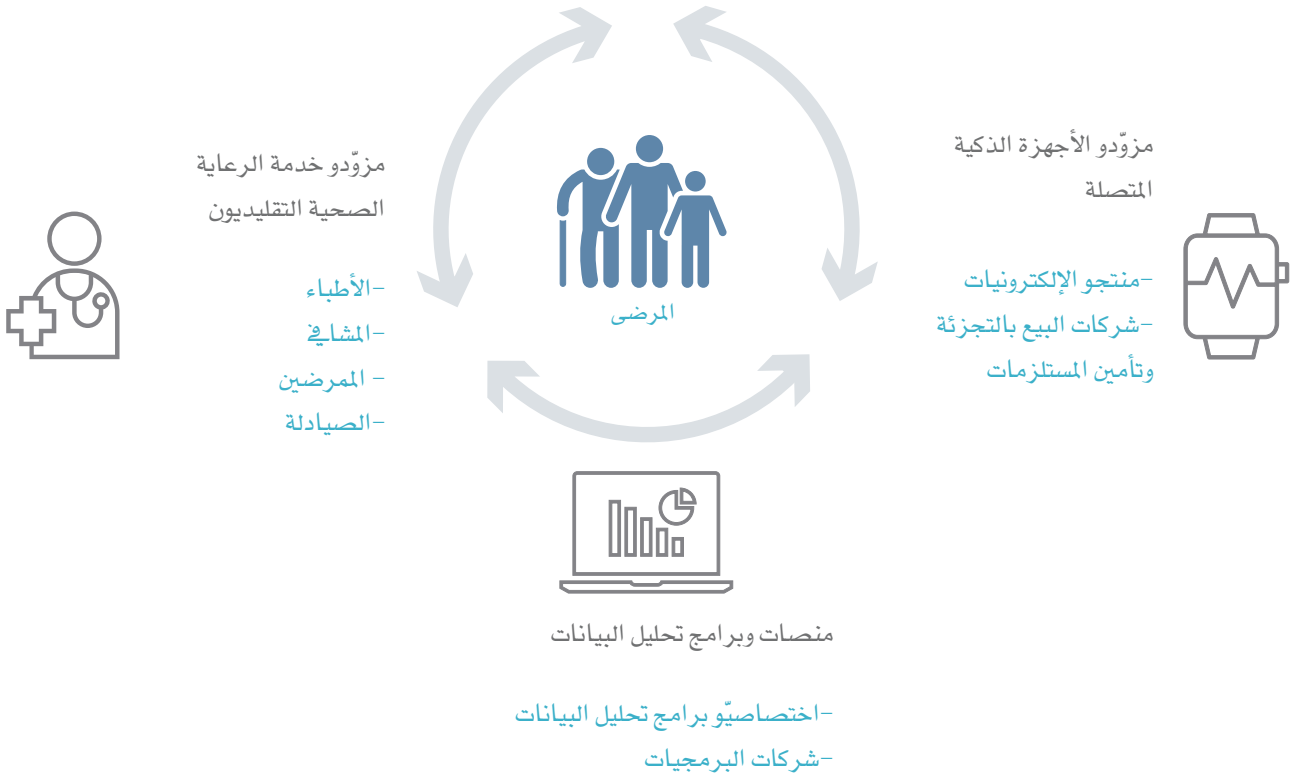 مزوّدو الأجهزة الذكية
المتصلة
-منتجو الإلكترونيات
-شركات البيع بالتجزئة
وتأمين المستلزمات
مزوّدو خدمة الرعاية
الصحية التقليديون
-الأطباء
-المشافي
- الممرضين
-الصيادلة
المرضى
منصات وبرامج تحليل البيانات
-اختصاصيّو برامج تحليل البيانات
-شركات البرمجيات